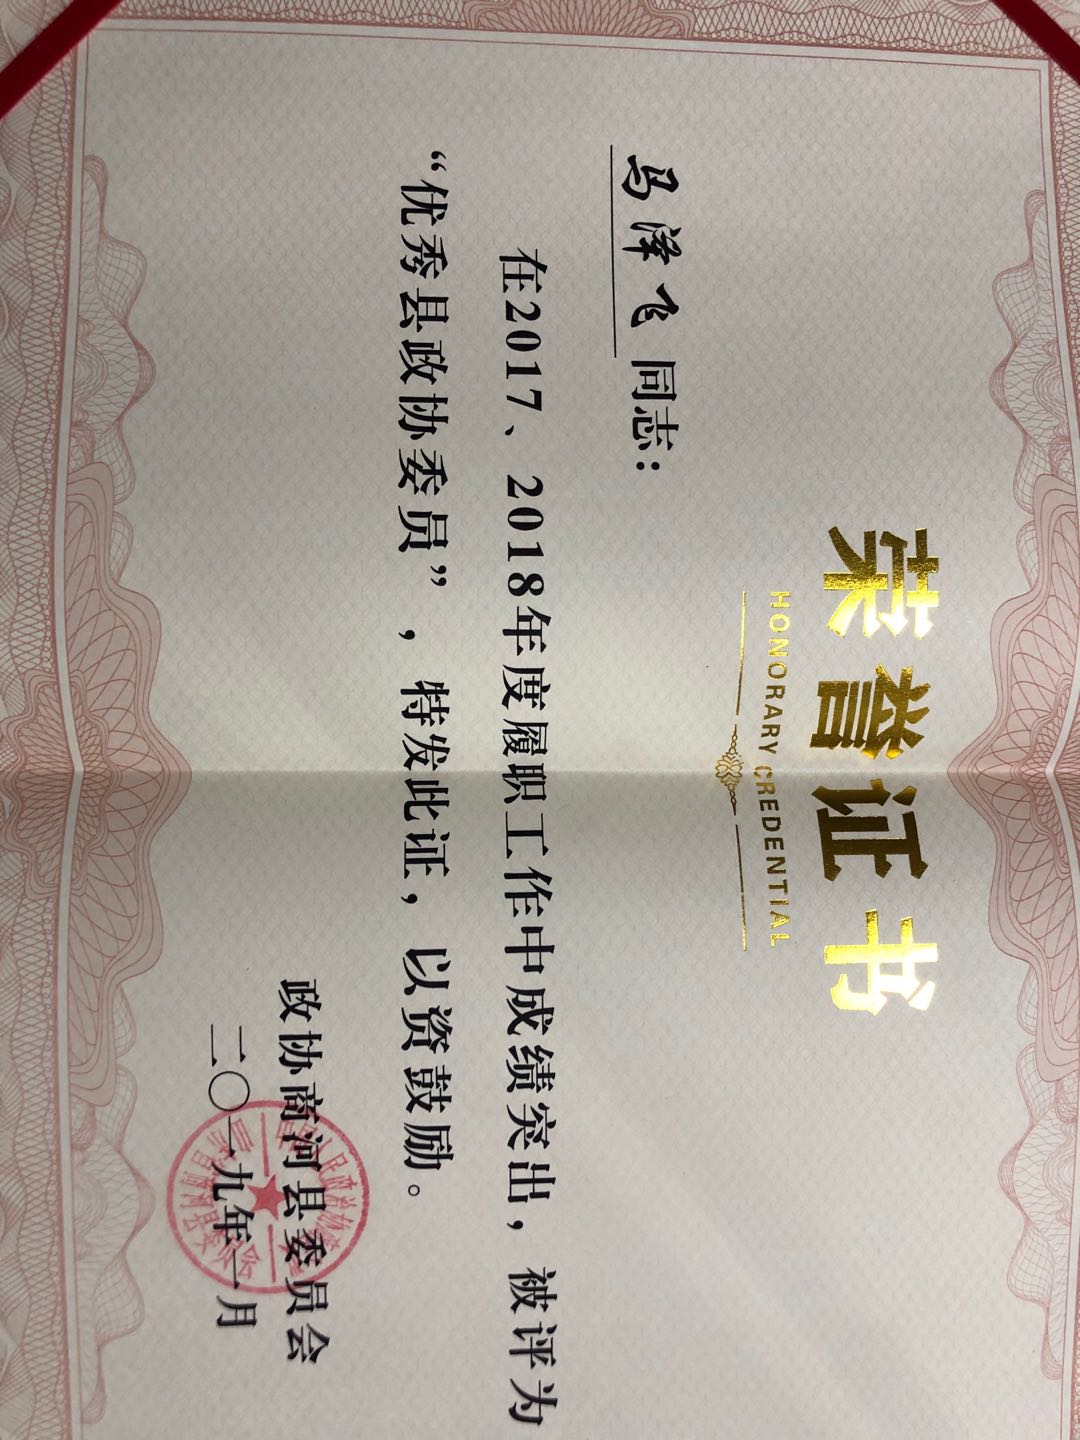 荣誉证书
HONORARY CREDENTIAL
马泽飞同志：
在2017、2018年度履职工作中成绩突出，被评为
“优秀县政协委员”，特发此证，以资鼓励。
政协商河县委员会
二〇一九年一月